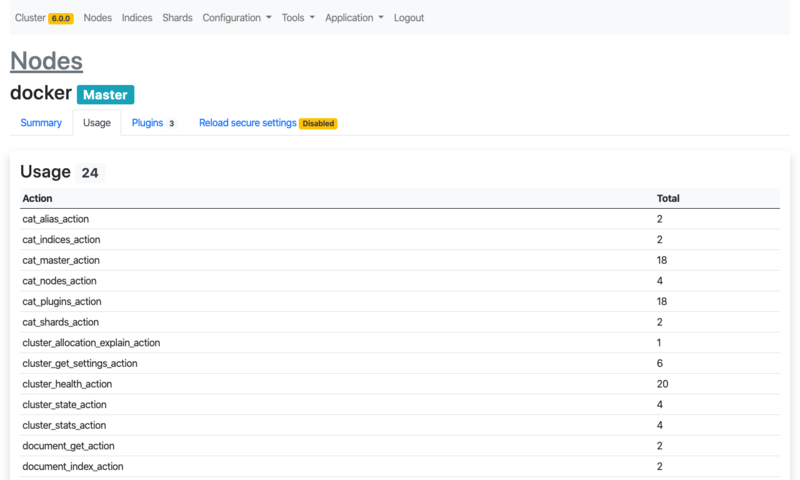 Cluster 6.0.0 Nodes Indices Shards Configuration Tools Application Logout
Nodes
docker Master
Summary Usage Plugins 3 Reload secure settings Disabled
Usage 24
Action Total
cat_alias_action 2
cat_indices_action 2
cat_master_action 18
cat_nodes_action 4
cat_plugins_action 18
cat_shards_action 2
cluster_allocation_explain_action 1
cluster_get_settings_action 6
cluster_health_action 20
cluster_state_action 4
cluster_stats_action 4
document_get_action 2
document_index_action 2